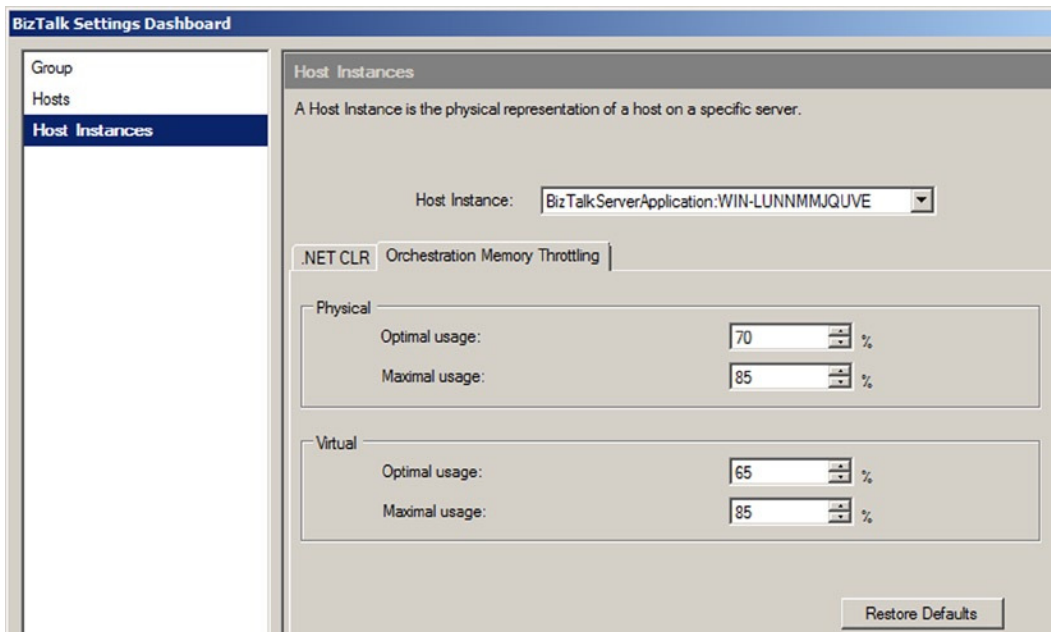 BizTalk Settings Dashboard
Group
Hosts
Host Instances
Host Instances
A Host Instance is the physical representation of a host on a specific server.
Host Instance: BizTalkServerApplication:WIN-LUNNMMJQUVE
.NET CLR Orchestration Memory Throttling
Physical
Optimal usage: 70 %
Maximal usage: 85 %
Virtual
Optimal usage: 65 %
Maximal usage: 85 %
Restore Defaults